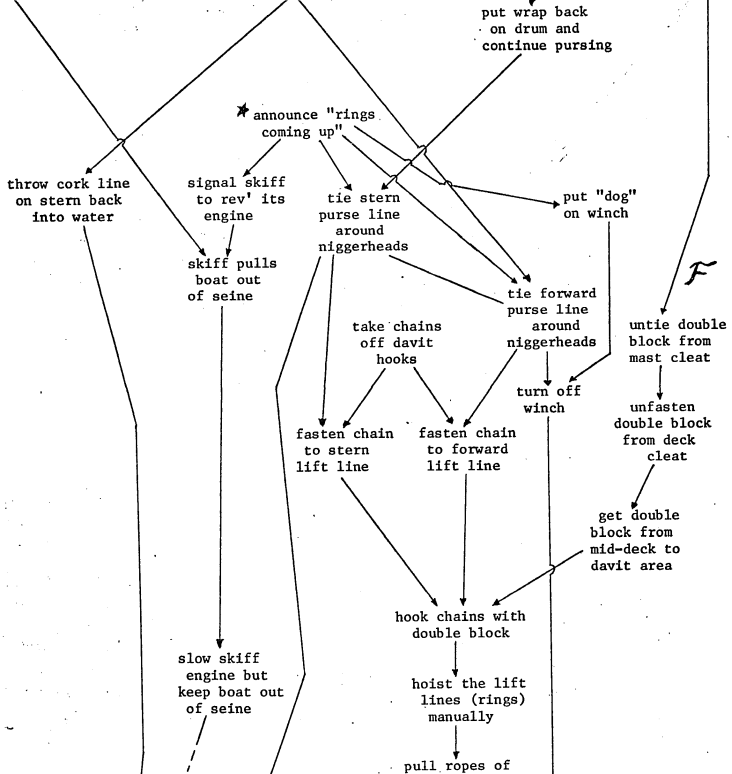 put wrap back
on drum and
continue pursing
announce "rings
coming up"
throw cork line
on stern back
into water
signal skiff
to rev' its
engine
tie stern
purse line
around
niggerheads
put "dog"
on winch
skiff pulls
boat out
of seine
F
tie forward
purse line
around
niggerheads
take chains
off davit
hooks
untie double
block from
mast cleat
turn off
winch
unfasten
double block
from deck
cleat
fasten chain
to stern
lift line
fasten chain
to forward
lift line
get double
block from
mid-deck to
davit area
hook chains with
double block
slow skiff
engine but
keep boat out
of seine
hoist the lift
lines (rings)
manually
pull ropes of